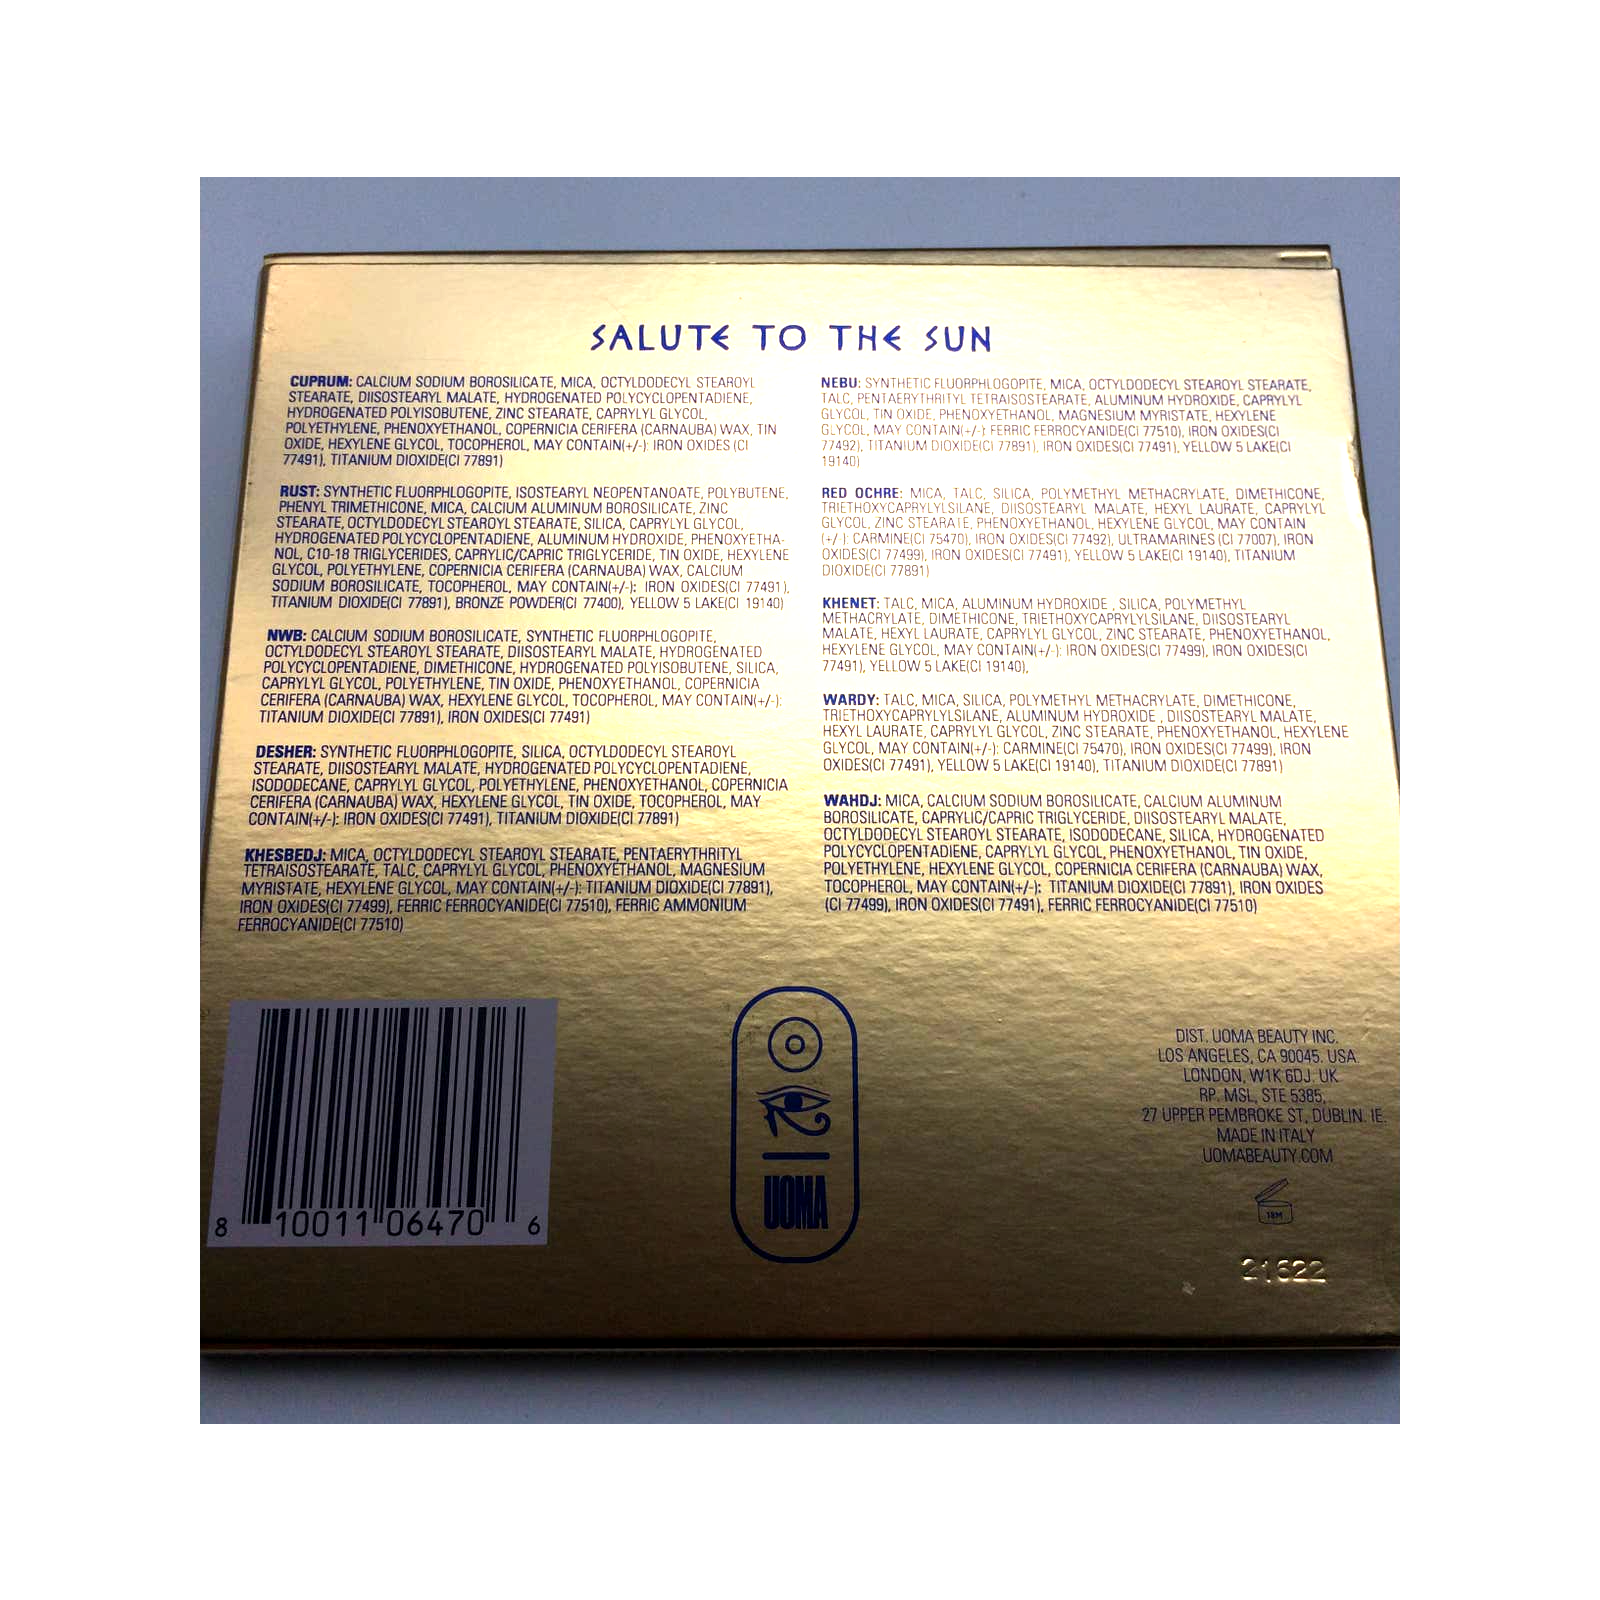 SALUTE TO THE SUN
CUPRUM: CALCIUM SODIUM BOROSILICATE, MICA, OCTYLDODECYL STEAROYL
STEARATE, DIISOSTEARYL MALATE, HYDROGENATED POLYCYCLOPENTADIENE,
HYDROGENATED POLYISOBUTENE, ZINC STEARATE, CAPRYLYL GLYCOL,
POLYETHYLENE, PHENOXYETHANOL, COPERNICIA CERIFERA (CARNAUBA) WAX, TIN
OXIDE, HEXYLENE GLYCOL, TOCOPHEROL, MAY CONTAIN(+/-): IRON OXIDES (CI
77491), TITANIUM DIOXIDE(CI 77891)
RUST: SYNTHETIC FLUORPHLOGOPITE, ISOSTEARYL NEOPENTANOATE, POLYBUTENE,
PHENYL TRIMETHICONE, MICA, CALCIUM ALUMINUM BOROSILICATE, ZINC
STEARATE, OCTYLDODECYL STEAROYL STEARATE, SILICA, CAPRYLYL GLYCOL,
HYDROGENATED POLYCYCLOPENTADIENE, ALUMINUM HYDROXIDE, PHENOXYETHA-
NOL, C10-18 TRIGLYCERIDES, CAPRYLIC/CAPRIC TRIGLYCERIDE, TIN OXIDE, HEXYLENE
GLYCOL, POLYETHYLENE, COPERNICIA CERIFERA (CARNAUBA) WAX, CALCIUM
SODIUM BOROSILICATE, TOCOPHEROL, MAY CONTAIN(+/-): IRON OXIDES(CI 77491),
TITANIUM DIOXIDE(CI 77891), BRONZE POWDER(CI 77400), YELLOW 5 LAKE(CI 19140)
NWB: CALCIUM SODIUM BOROSILICATE, SYNTHETIC FLUORPHLOGOPITE,
OCTYLDODECYL STEAROYL STEARATE, DIISOSTEARYL MALATE, HYDROGENATED
POLYCYCLOPENTADIENE, DIMETHICONE, HYDROGENATED POLYISOBUTENE, SILICA,
CAPRYLYL GLYCOL, POLYETHYLENE, TIN OXIDE, PHENOXYETHANOL, COPERNICIA
CERIFERA (CARNAUBA) WAX, HEXYLENE GLYCOL, TOCOPHEROL, MAY CONTAIN(+/-):
TITANIUM DIOXIDE(CI 77891), IRON OXIDES(CI 77491)
DESHER: SYNTHETIC FLUORPHLOGOPITE, SILICA, OCTYLDODECYL STEAROYL
STEARATE, DIISOSTEARYL MALATE, HYDROGENATED POLYCYCLOPENTADIENE,
ISODODECANE, CAPRYLYL GLYCOL, POLYETHYLENE, PHENOXYETHANOL, COPERNICIA
CERIFERA (CARNAUBA) WAX, HEXYLENE GLYCOL, TIN OXIDE, TOCOPHEROL, MAY
CONTAIN(+/-): IRON OXIDES(CI 77491), TITANIUM DIOXIDE(CI 77891)
KHESBEDJ: MICA, OCTYLDODECYL STEAROYL STEARATE, PENTAERYTHRITYL
TETRAISOSTEARATE, TALC, CAPRYLYL GLYCOL, PHENOXYETHANOL, MAGNESIUM
MYRISTATE, HEXYLENE GLYCOL, MAY CONTAIN(+/-): TITANIUM DIOXIDE(CI 77891),
IRON OXIDES(CI 77499), FERRIC FERROCYANIDE(CI 77510), FERRIC AMMONIUM
FERROCYANIDE(CI 77510)
NEBU: SYNTHETIC FLUORPHLOGOPITE, MICA, OCTYLDODECYL STEAROYL STEARATE,
TALC, PENTAERYTHRITYL TETRAISOSTEARATE, ALUMINUM HYDROXIDE, CAPRYLYL
GLYCOL, TIN OXIDE, PHENOXYETHANOL, MAGNESIUM MYRISTATE, HEXYLENE
GLYCOL, MAY CONTAIN(+/-): FERRIC FERROCYANIDE(CI 77510), IRON OXIDES(CI
77492), TITANIUM DIOXIDE(CI 77891), IRON OXIDES(CI 77491), YELLOW 5 LAKE(CI
19140)
RED OCHRE: MICA, TALC, SILICA, POLYMETHYL METHACRYLATE, DIMETHICONE,
TRIETHOXYCAPRYLYLSILANE, DIISOSTEARYL MALATE, HEXYL LAURATE, CAPRYLYL
GLYCOL, ZINC STEARATE, PHENOXYETHANOL, HEXYLENE GLYCOL, MAY CONTAIN
(+/-): CARMINE(CI 75470), IRON OXIDES(CI 77492), ULTRAMARINES (CI 77007), IRON
OXIDES(CI 77499), IRON OXIDES(CI 77491), YELLOW 5 LAKE(CI 19140), TITANIUM
DIOXIDE(CI 77891)
KHENET: TALC, MICA, ALUMINUM HYDROXIDE , SILICA, POLYMETHYL
METHACRYLATE, DIMETHICONE, TRIETHOXYCAPRYLYLSILANE, DIISOSTEARYL
MALATE, HEXYL LAURATE, CAPRYLYL GLYCOL, ZINC STEARATE, PHENOXYETHANOL,
HEXYLENE GLYCOL, MAY CONTAIN(+/-): IRON OXIDES(CI 77499), IRON OXIDES(CI
77491), YELLOW 5 LAKE(CI 19140),
WARDY: TALC, MICA, SILICA, POLYMETHYL METHACRYLATE, DIMETHICONE,
TRIETHOXYCAPRYLYLSILANE, ALUMINUM HYDROXIDE , DIISOSTEARYL MALATE,
HEXYL LAURATE, CAPRYLYL GLYCOL, ZINC STEARATE, PHENOXYETHANOL, HEXYLENE
GLYCOL, MAY CONTAIN(+/-): CARMINE(CI 75470), IRON OXIDES(CI 77499), IRON
OXIDES(CI 77491), YELLOW 5 LAKE(CI 19140), TITANIUM DIOXIDE(CI 77891)
WAHDJ: MICA, CALCIUM SODIUM BOROSILICATE, CALCIUM ALUMINUM
BOROSILICATE, CAPRYLIC/CAPRIC TRIGLYCERIDE, DIISOSTEARYL MALATE,
OCTYLDODECYL STEAROYL STEARATE, ISODODECANE, SILICA, HYDROGENATED
POLYCYCLOPENTADIENE, CAPRYLYL GLYCOL, PHENOXYETHANOL, TIN OXIDE,
POLYETHYLENE, HEXYLENE GLYCOL, COPERNICIA CERIFERA (CARNAUBA) WAX,
TOCOPHEROL, MAY CONTAIN(+/-): TITANIUM DIOXIDE(CI 77891), IRON OXIDES
(CI 77499), IRON OXIDES(CI 77491), FERRIC FERROCYANIDE(CI 77510)
8 10011 06470 6
UOMA
DIST. UOMA BEAUTY INC.
LOS ANGELES, CA 90045. USA.
LONDON, W1K 6DJ. UK
RP. MSL, STE 5385,
27 UPPER PEMBROKE ST, DUBLIN. IE.
MADE IN ITALY
UOMABEAUTY.COM
18M
21622